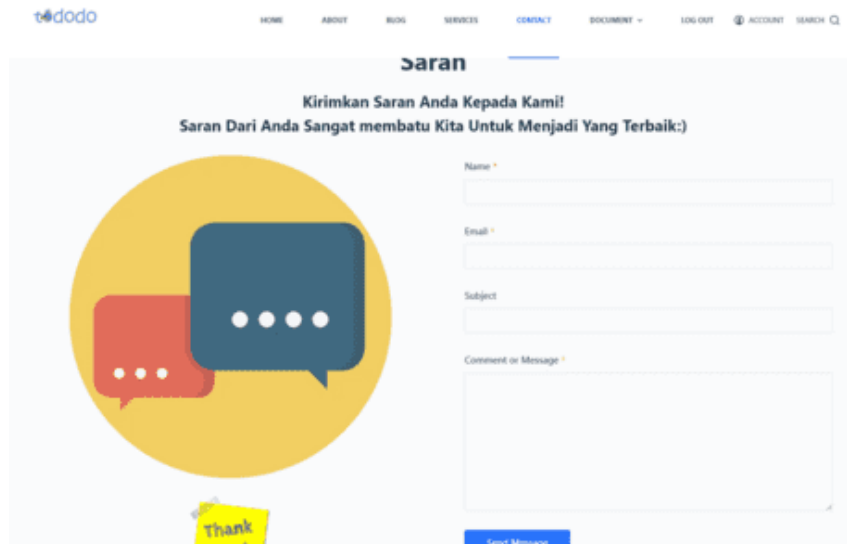 tododo
HOME ABOUT BLOG SERVICES CONTACT DOCUMENT LOG OUT ACCOUNT SEARCH
Saran
Kirimkan Saran Anda Kepada Kami!
Saran Dari Anda Sangat membatu Kita Untuk Menjadi Yang Terbaik:)
Name *
Email *
Subject
Comment or Message *
Thank
Send Message